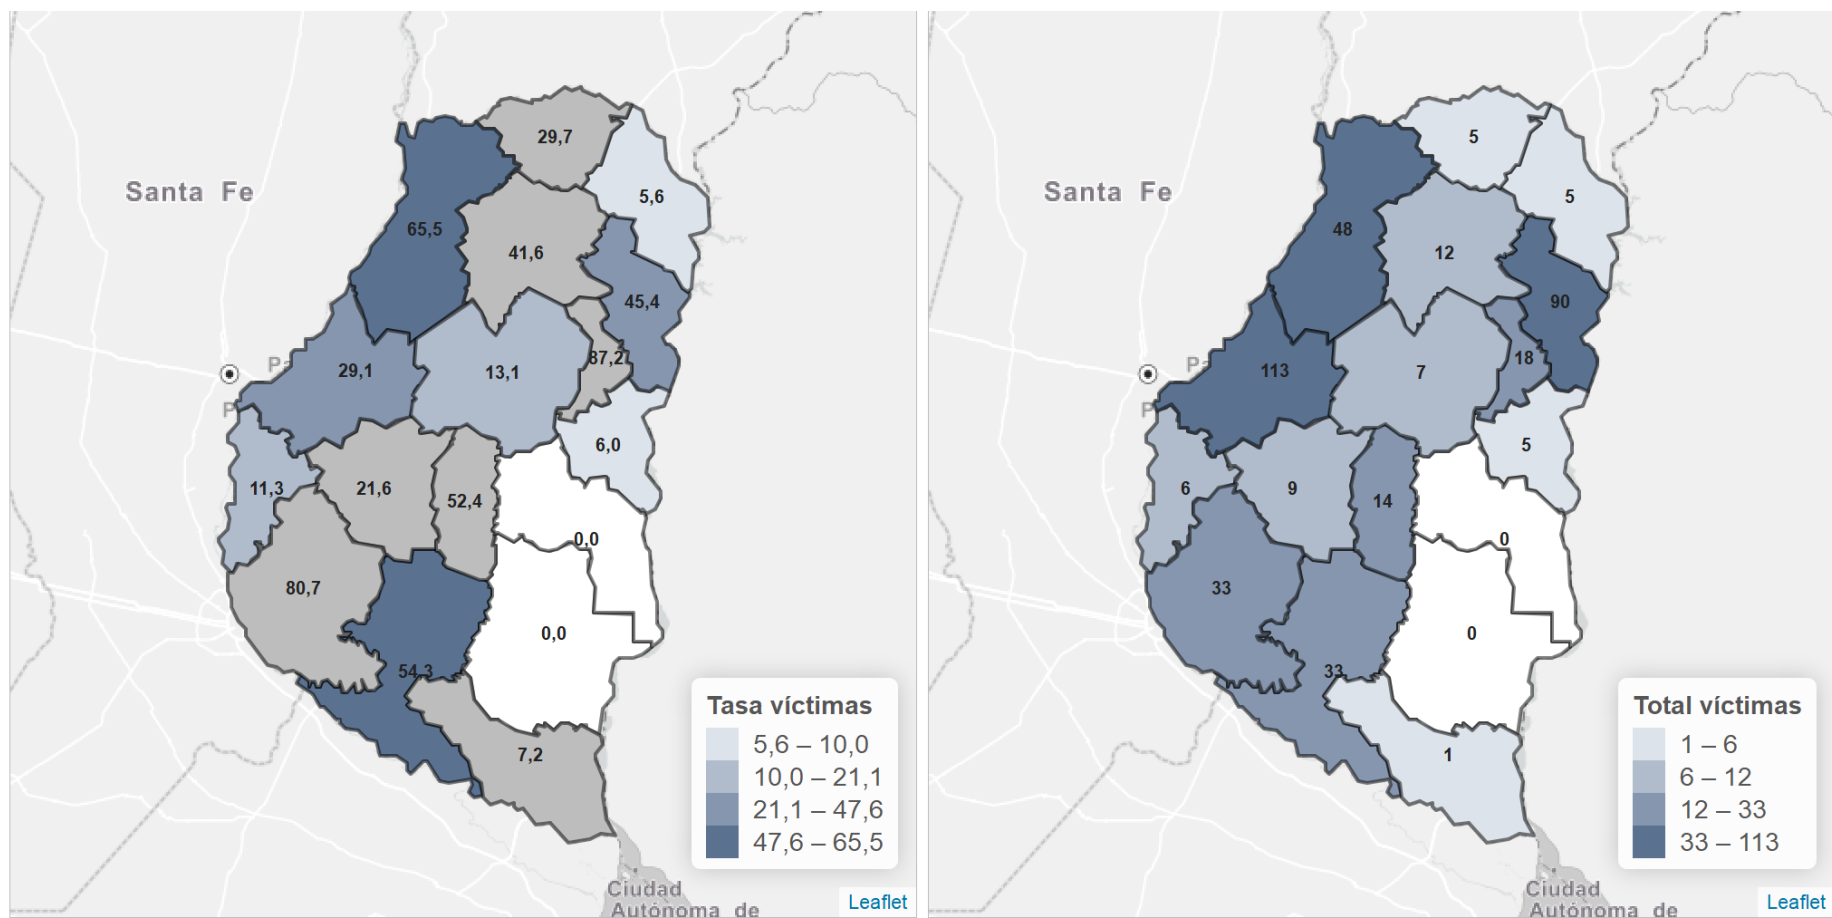 29,7
5,6
Santa Fe
65,5
41,6
45,4
Pa
87,2
29,1
13,1
P
6,0
11,3
21,6
52,4
0,0
80,7
0,0
54,3
7,2
Tasa víctimas
5,6 – 10,0
10,0 – 21,1
21,1 – 47,6
47,6 – 65,5
Ciudad
Autónoma de
Leaflet
5
5
Santa Fe
48
12
90
Pa
18
113
7
P
5
6
9
14
0
33
0
33
1
Total víctimas
1 – 6
6 – 12
12 – 33
33 – 113
Ciudad
Autónoma de
Leaflet